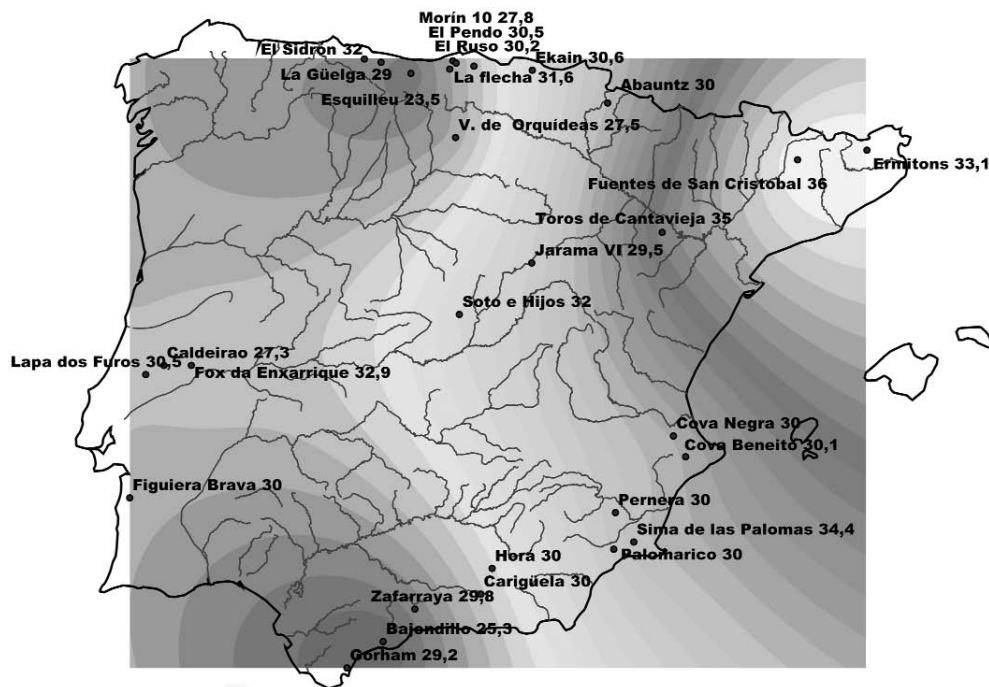 Morín 10 27,8
El Pendo 30,5
El Sidrón 32
El Ruso 30,2
Ekain 30,6
La Güelga 29
La flecha 31,6
Abauntz 30
Esquilleu 23,5
V. de Orquídeas 27,5
Ermitons 33,1
Fuentes de San Cristobal 36
Toros de Cantavieja 35
Jarama VI 29,5
Soto e Hijos 32
Caldeirao 27,3
Lapa dos Furos 30,5
Fox da Enxarrique 32,9
Cova Negra 30
Cova Beneito 30,1
Figuiera Brava 30
Pernera 30
Sima de las Palomas 34,4
Hora 30
Palomarico 30
Carigüela 30
Zafarraya 29,8
Bajondillo 25,3
Gorham 29,2